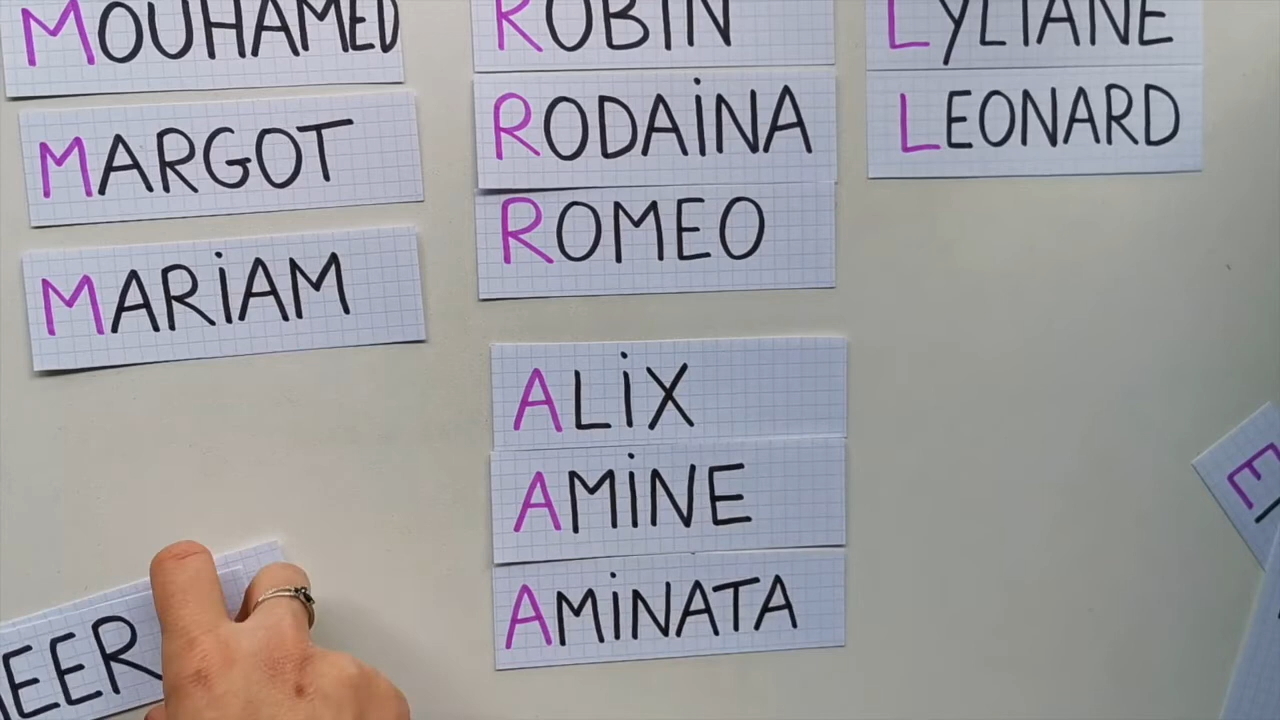 MOUHAMED
MARGOT
MARiAM
ROBIN
RODAiNA
ROMEO
ALiX
AMiNE
AMiNATA
LYLIANE
LEONARD